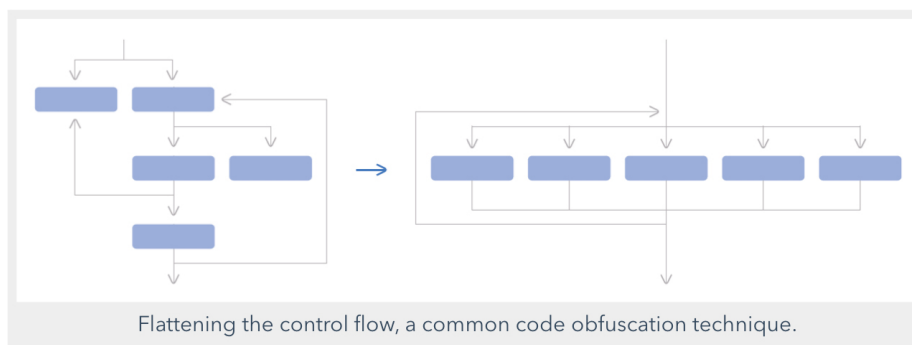 Flattening the control flow, a common code obfuscation technique.